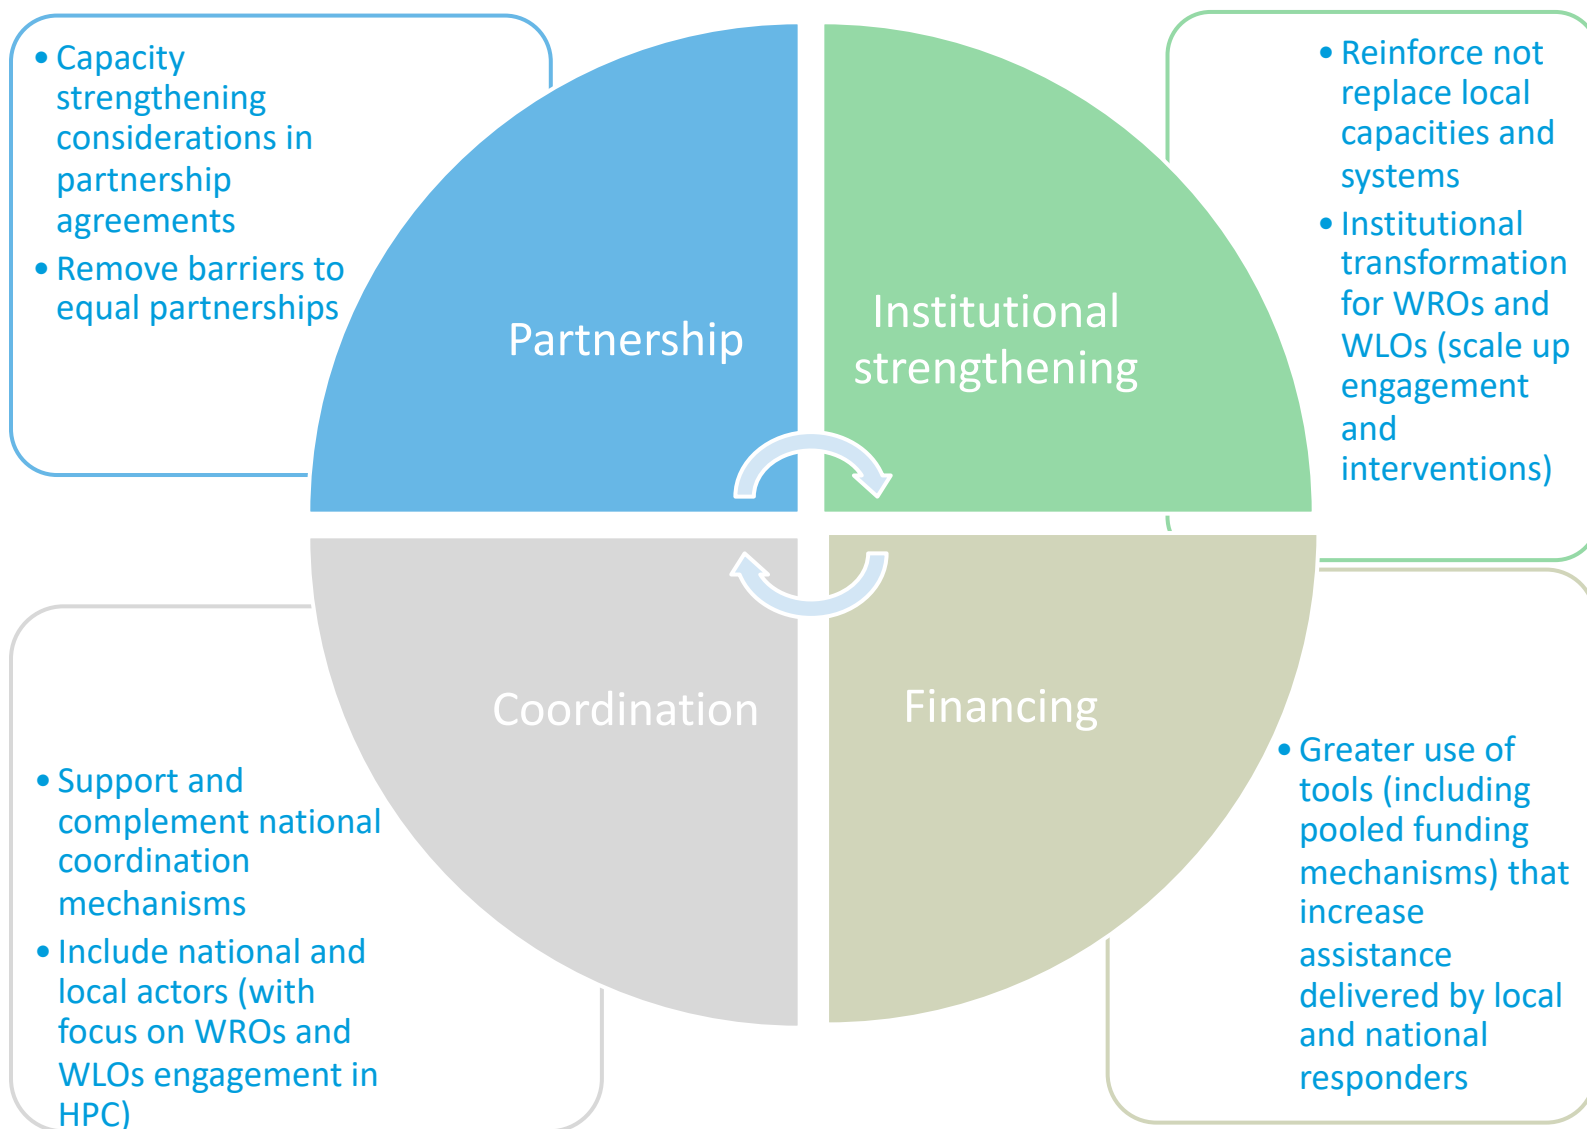 • Capacity
strengthening
considerations in
partnership
agreements
• Remove barriers to
equal partnerships
Partnership
Institutional
strengthening
• Reinforce not
replace local
capacities and
systems
• Institutional
transformation
for WROs and
WLOs (scale up
engagement
and
interventions)
Coordination
• Support and
complement national
coordination
mechanisms
• Include national and
local actors (with
focus on WROs and
WLOs engagement in
HPC)
Financing
• Greater use of
tools (including
pooled funding
mechanisms) that
increase
assistance
delivered by local
and national
responders